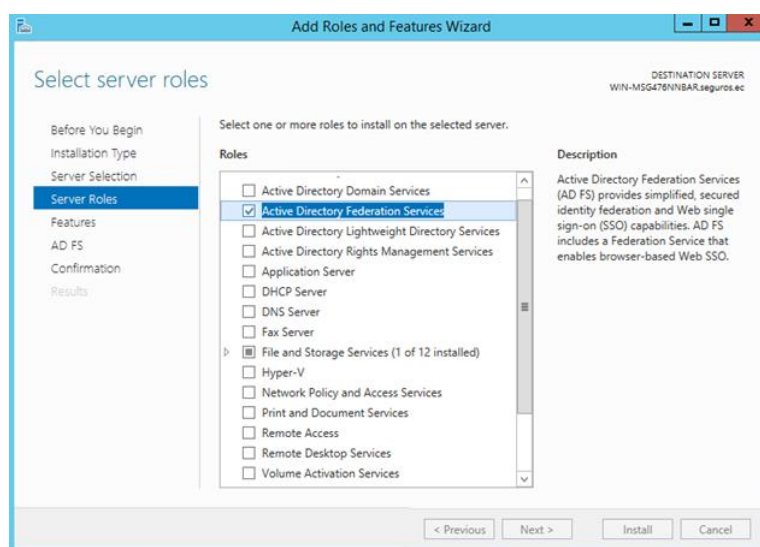 Add Roles and Features Wizard
Select server roles
DESTINATION SERVER
WIN-MSG476NNBAR.seguros.ec
Before You Begin
Installation Type
Server Selection
Server Roles
Features
AD FS
Confirmation
Results
Select one or more roles to install on the selected server.
Roles
Active Directory Domain Services
Active Directory Federation Services
Active Directory Lightweight Directory Services
Active Directory Rights Management Services
Application Server
DHCP Server
DNS Server
Fax Server
File and Storage Services (1 of 12 installed)
Hyper-V
Network Policy and Access Services
Print and Document Services
Remote Access
Remote Desktop Services
Volume Activation Services
Description
Active Directory Federation Services
(AD FS) provides simplified, secured
identity federation and Web single
sign-on (SSO) capabilities. AD FS
includes a Federation Service that
enables browser-based Web SSO.
< Previous
Next >
Install
Cancel